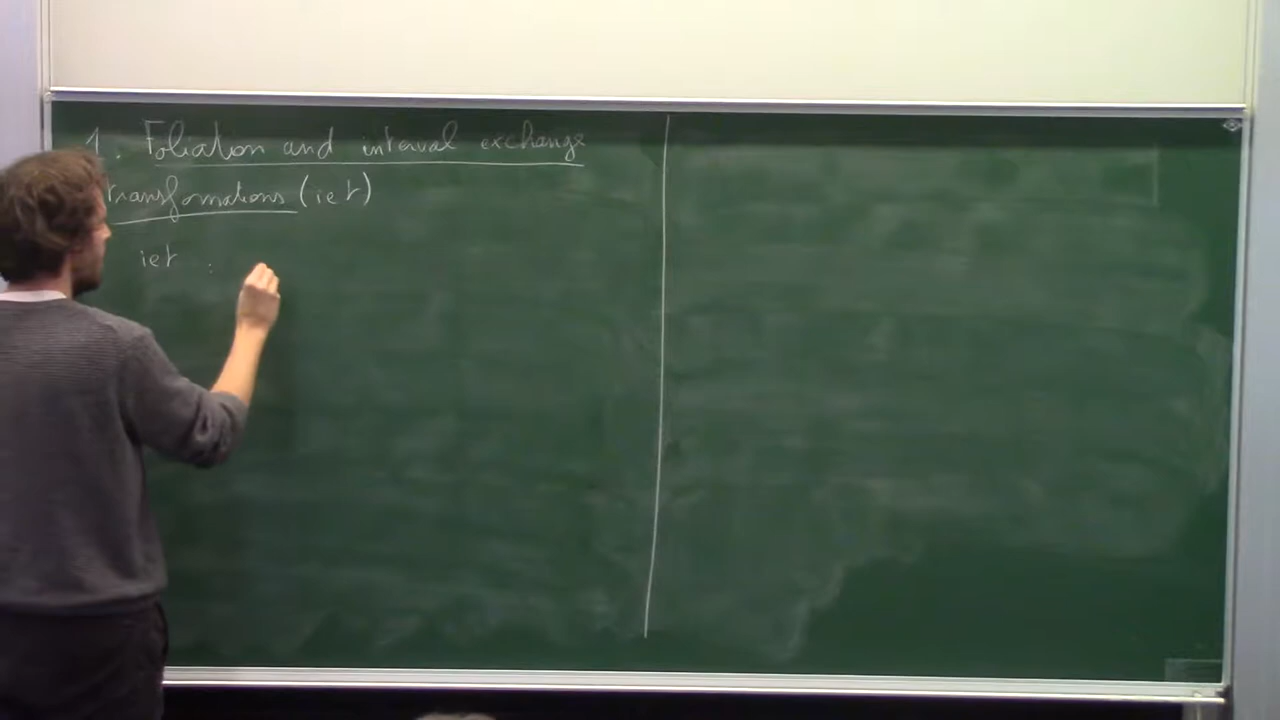 1. Foliation and interval exchange
transformations (iet)
iet :